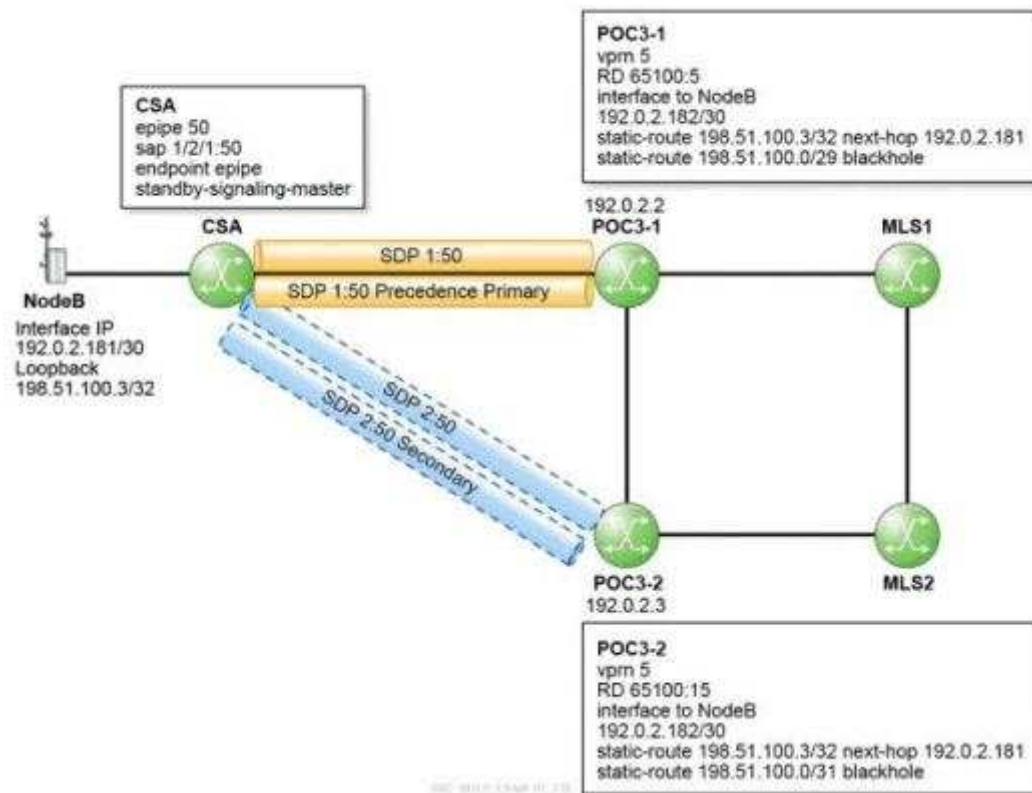 POC3-1
vprn 5
RD 65100:5
interface to NodeB
192.0.2.182/30
static-route 198.51.100.3/32 next-hop 192.0.2.181
static-route 198.51.100.0/29 blackhole
CSA
epipe 50
sap 1/2/1:50
endpoint epipe
standby-signaling-master
CSA
192.0.2.2
POC3-1
MLS1
SDP 1:50
SDP 1:50 Precedence Primary
NodeB
Interface IP
192.0.2.181/30
Loopback
198.51.100.3/32
SDP 2:50
SDP 2:50 Secondary
POC3-2
192.0.2.3
MLS2
POC3-2
vprn 5
RD 65100:15
interface to NodeB
192.0.2.182/30
static-route 198.51.100.3/32 next-hop 192.0.2.181
static-route 198.51.100.0/31 blackhole